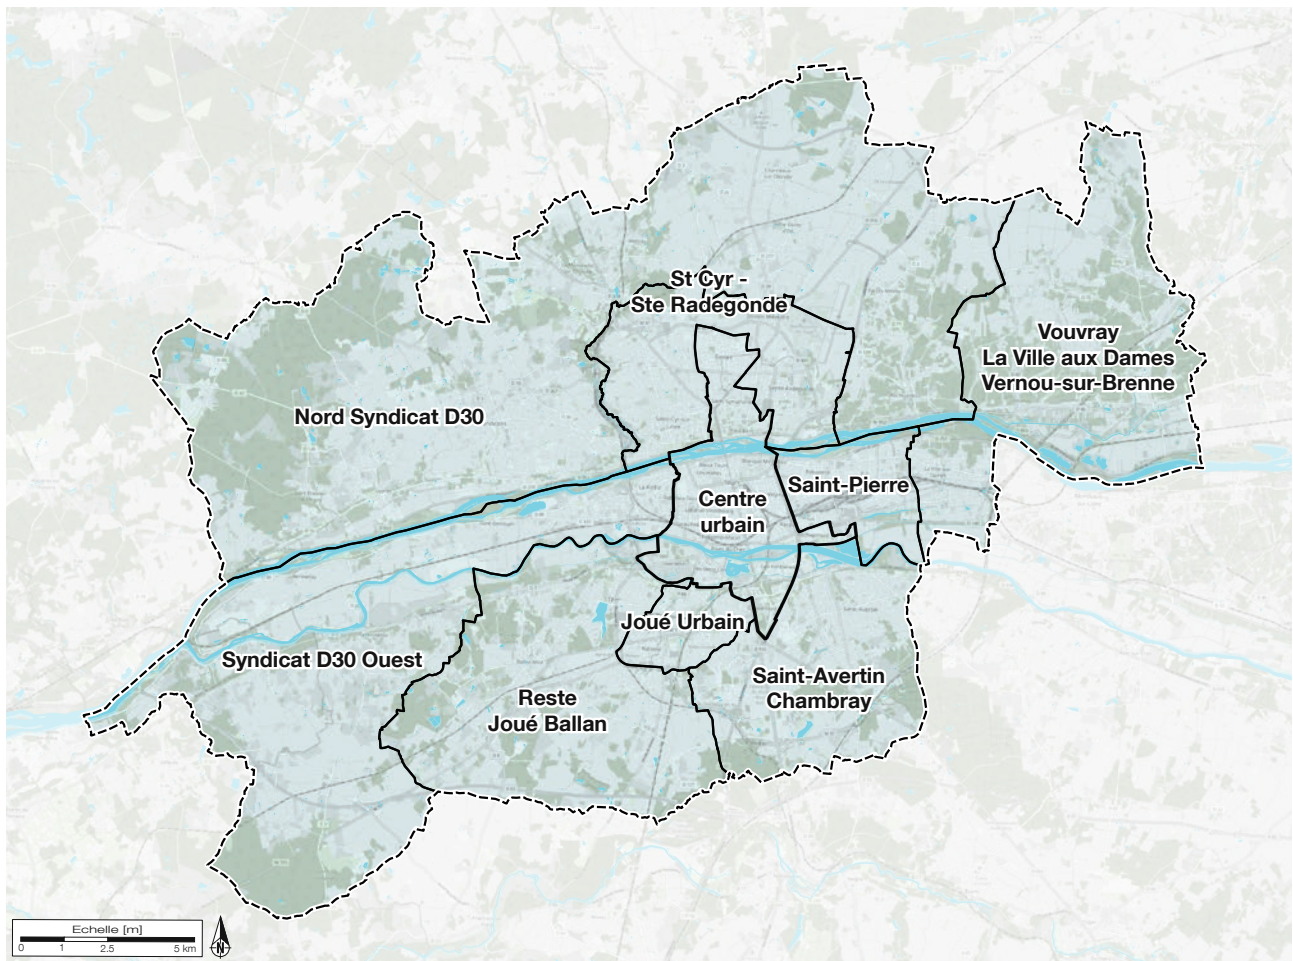 St Cyr -
Ste Radegonde
Vouvray
La Ville aux Dames
Vernou-sur-Brenne
Nord Syndicat D30
Centre
urbain
Saint-Pierre
Joué Urbain
Syndicat D30 Ouest
Saint-Avertin
Chambray
Reste
Joué Ballan
Echelle [m]
0 1 2.5 5 km
N